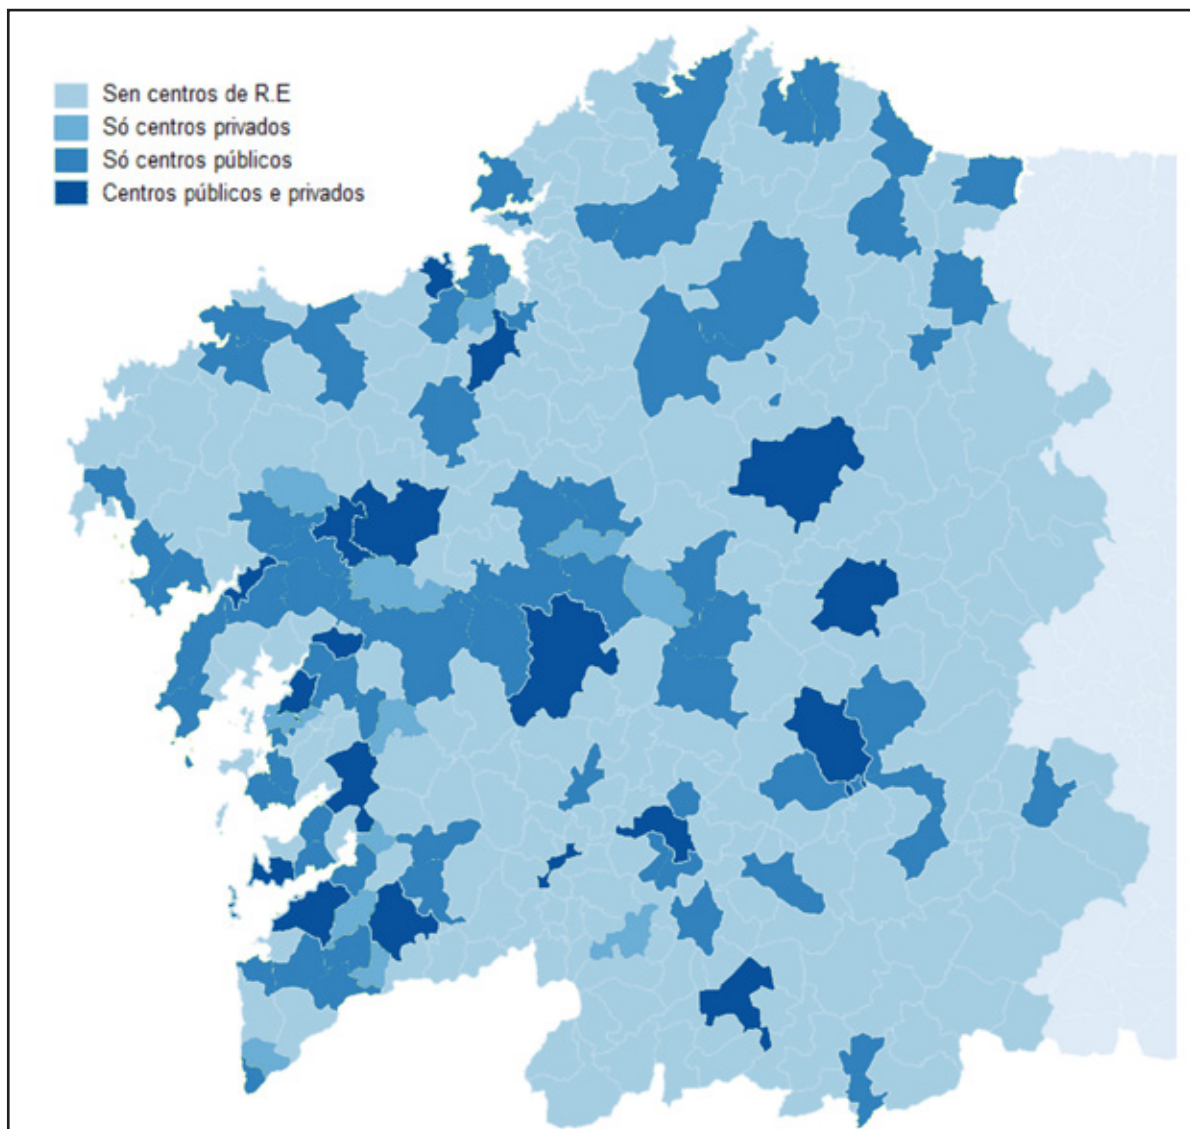 Sen centros de R.E
Só centros privados
Só centros públicos
Centros públicos e privados